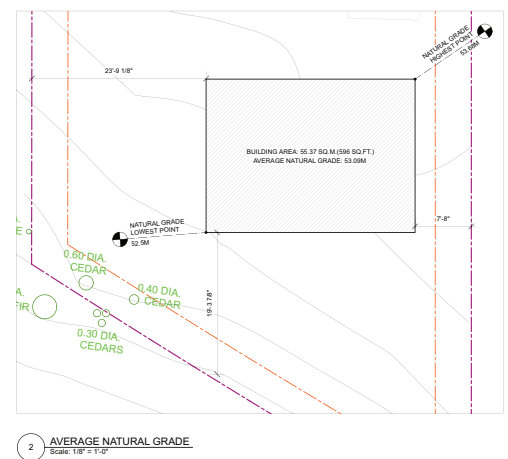 NATURAL GRADE
HIGHEST POINT
53.68M
23'-9 1/8"
BUILDING AREA: 55.37 SQ.M.(596 SQ.FT.)
AVERAGE NATURAL GRADE: 53.09M
7'-8"
NATURAL GRADE
LOWEST POINT
52.5M
A.
E
0.60 DIA.
CEDAR
0.40 DIA.
CEDAR
A.
FIR
0.30 DIA.
CEDARS
19'-3 7/8"
2
AVERAGE NATURAL GRADE
Scale: 1/8" = 1'-0"